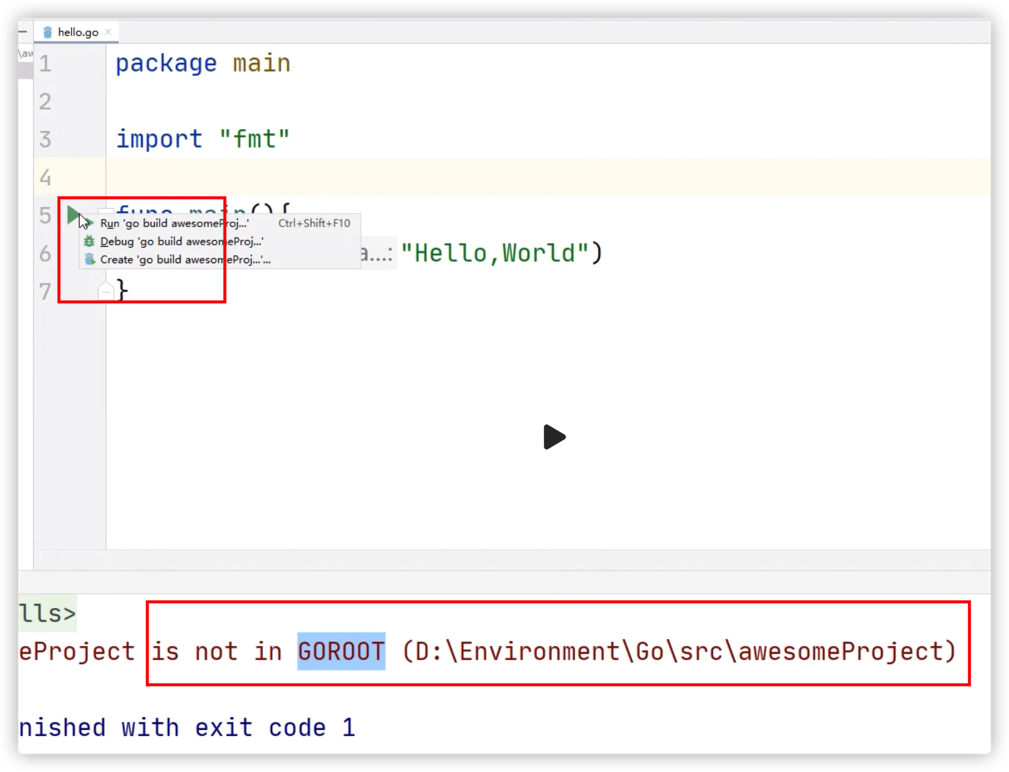 hello.go
\aw
1 package main
2
3 import "fmt"
4
5 func main(){
Run 'go build awesomeProj...' Ctrl+Shift+F10
Debug 'go build awesomeProj...'
Create 'go build awesomeProj...'...
6 a...: "Hello,World")
7 }
lls>
eProject is not in GOROOT (D:\Environment\Go\src\awesomeProject)
nished with exit code 1